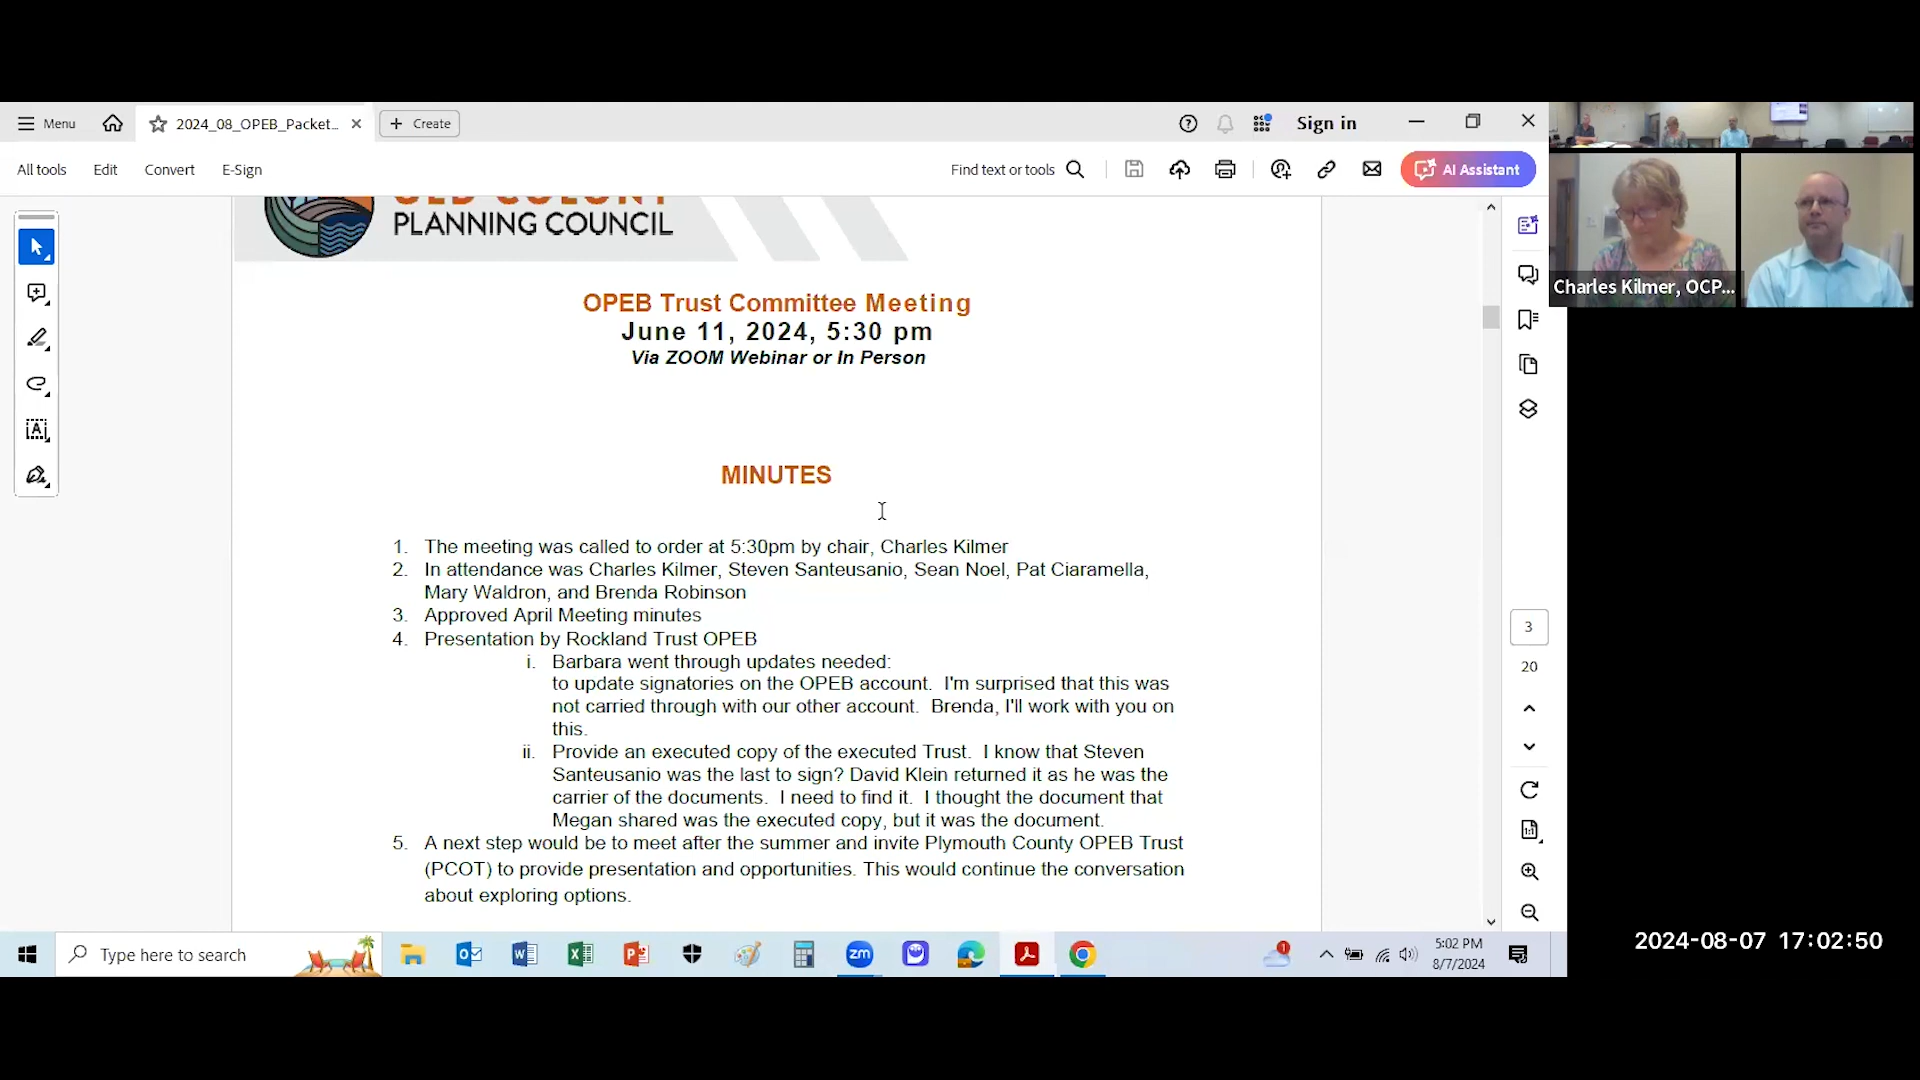 Menu
2024_08_OPEB_Packet...
Create
Sign in
All tools
Edit
Convert
E-Sign
Find text or tools
AI Assistant
PLANNING COUNCIL
OPEB Trust Committee Meeting
June 11, 2024, 5:30 pm
Via ZOOM Webinar or In Person
MINUTES
1. The meeting was called to order at 5:30pm by chair, Charles Kilmer
2. In attendance was Charles Kilmer, Steven Santeusanio, Sean Noel, Pat Ciaramella,
Mary Waldron, and Brenda Robinson
3. Approved April Meeting minutes
4. Presentation by Rockland Trust OPEB
i. Barbara went through updates needed:
to update signatories on the OPEB account. I'm surprised that this was
not carried through with our other account. Brenda, I'll work with you on
this.
ii. Provide an executed copy of the executed Trust. I know that Steven
Santeusanio was the last to sign? David Klein returned it as he was the
carrier of the documents. I need to find it. I thought the document that
Megan shared was the executed copy, but it was the document.
5. A next step would be to meet after the summer and invite Plymouth County OPEB Trust
(PCOT) to provide presentation and opportunities. This would continue the conversation
about exploring options.
3
20
Charles Kilmer, OCP...
Type here to search
zm
1
5:02 PM
8/7/2024
2024-08-07 17:02:50